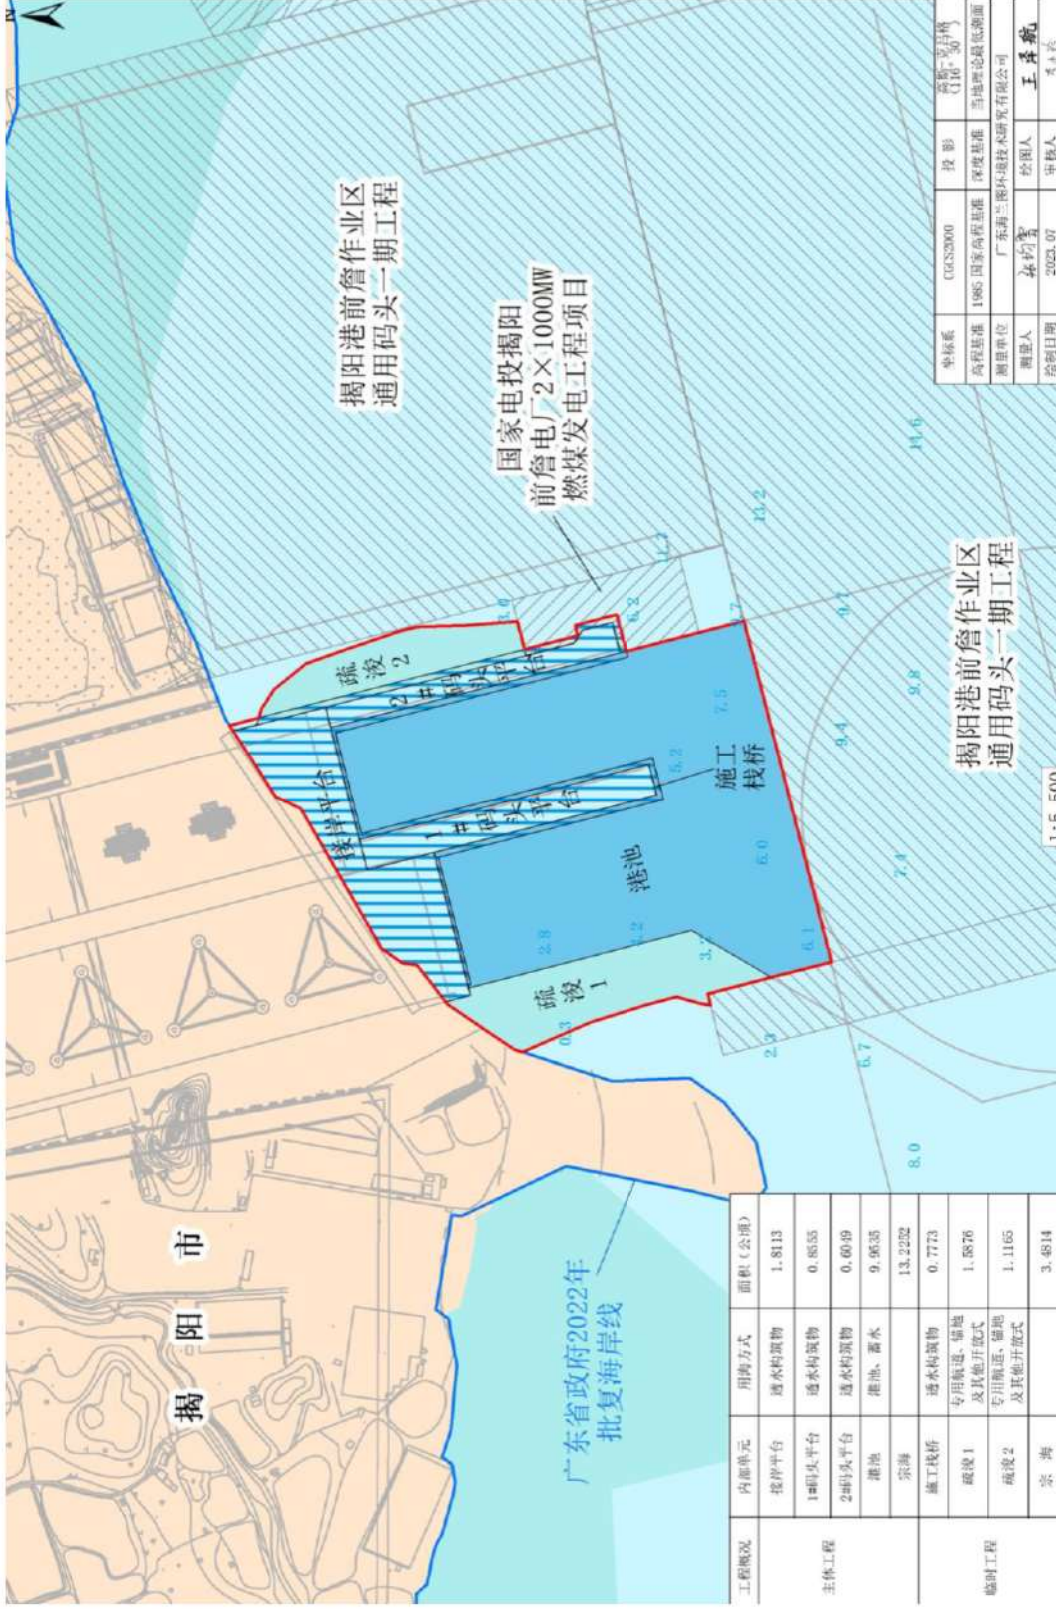 N
揭阳港前詹作业区
通用码头一期工程
国家电投揭阳
前詹电厂2×1000MW
燃煤发电工程项目
揭阳港前詹作业区
通用码头一期工程
揭 阳 市
广东省政府2022年
批复海岸线
接岸平台
1#码头平台
2#码头平台
疏浚
1
疏浚
2
港池
施工
栈桥
0.3
2.8
3.2
2.3
6.7
8.0
6.1
6.0
7.4
5.2
7.5
9.4
9.8
9.7
3.0
6.2
11.2
13.2
14.6
工程概况 内部单元 用海方式 面积（公顷）
主体工程 接岸平台 透水构筑物 1.8113
1#码头平台 透水构筑物 0.8555
2#码头平台 透水构筑物 0.6049
港池 港池、蓄水 9.9535
宗海 13.2252
临时工程 施工栈桥 透水构筑物 0.7773
疏浚1 专用航道、锚地
及其他开放式 1.5876
疏浚2 专用航道、锚地
及其他开放式 1.1165
宗 海 3.4814
坐标系 CGCS2000 投 影 高斯-克吕格
(116° 30′)
高程基准 1985 国家高程基准 深度基准 当地理论最低潮面
测量单位 广东海兰图环境技术研究有限公司
测量人 绘图人
绘制日期 2023.07 审核人